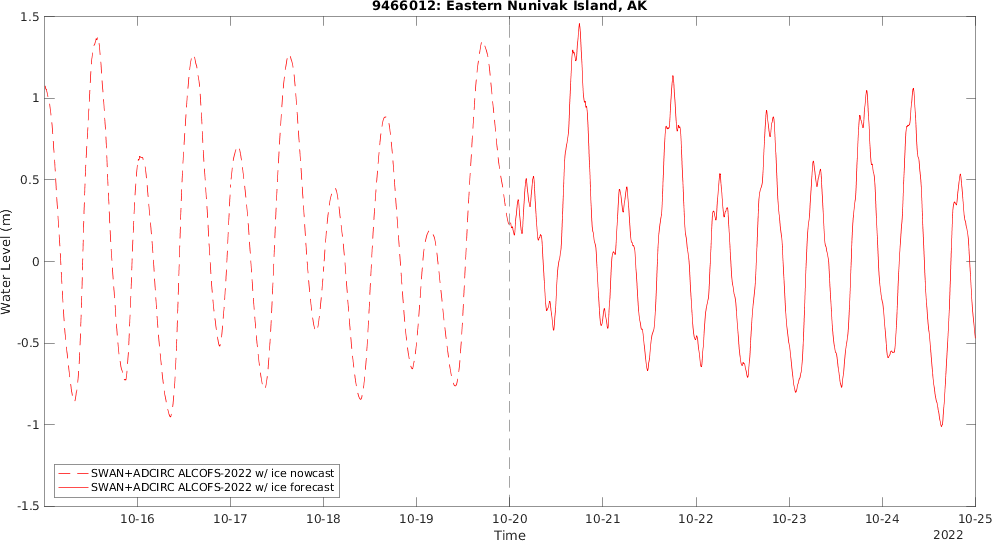 9466012: Eastern Nunivak Island, AK
Water Level (m)
1.5
1
0.5
0
-0.5
-1
-1.5
SWAN+ADCIRC ALCOFS-2022 w/ ice nowcast
SWAN+ADCIRC ALCOFS-2022 w/ ice forecast
10-16 10-17 10-18 10-19 10-20 10-21 10-22 10-23 10-24 10-25
Time
2022